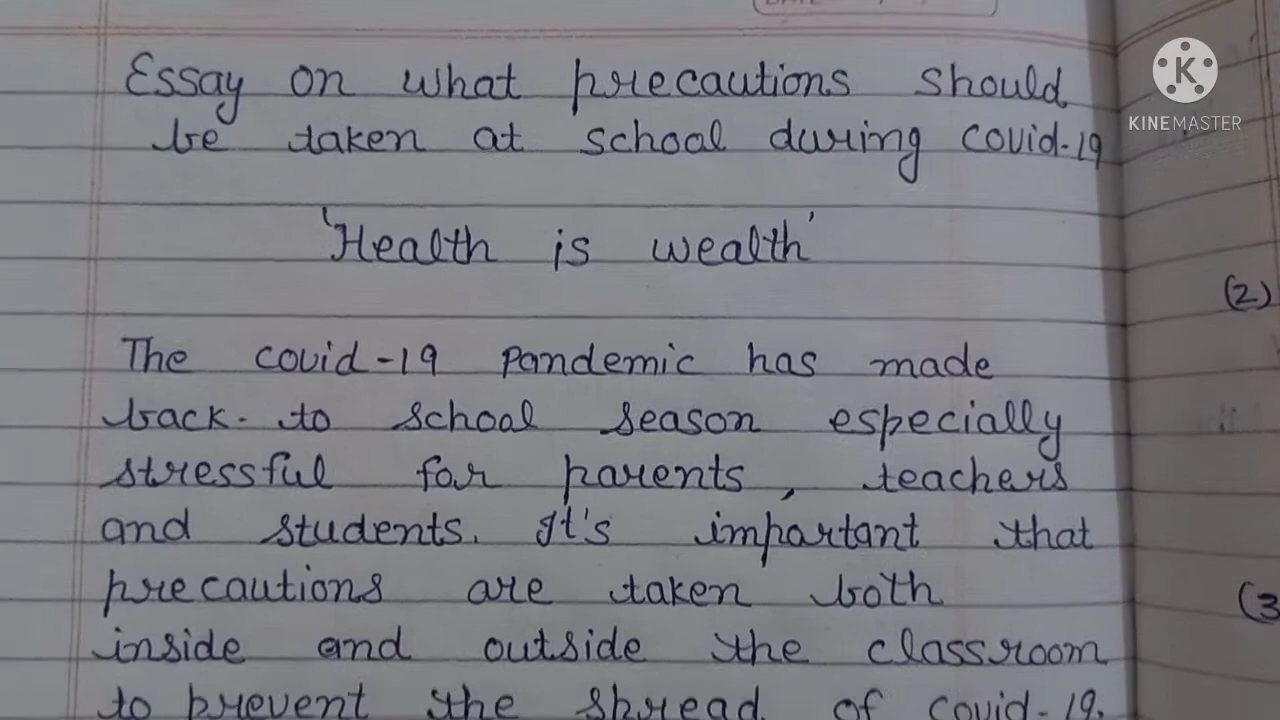 Essay on what precautions should
be taken at school during covid-19
'Health is wealth'
The covid-19 pandemic has made
back-to school season especially
stressful for parents, teachers
and students. It's important that
precautions are taken both
inside and outside the classroom
to prevent the spread of covid-19.
K
KINEMASTER
(2)
(3